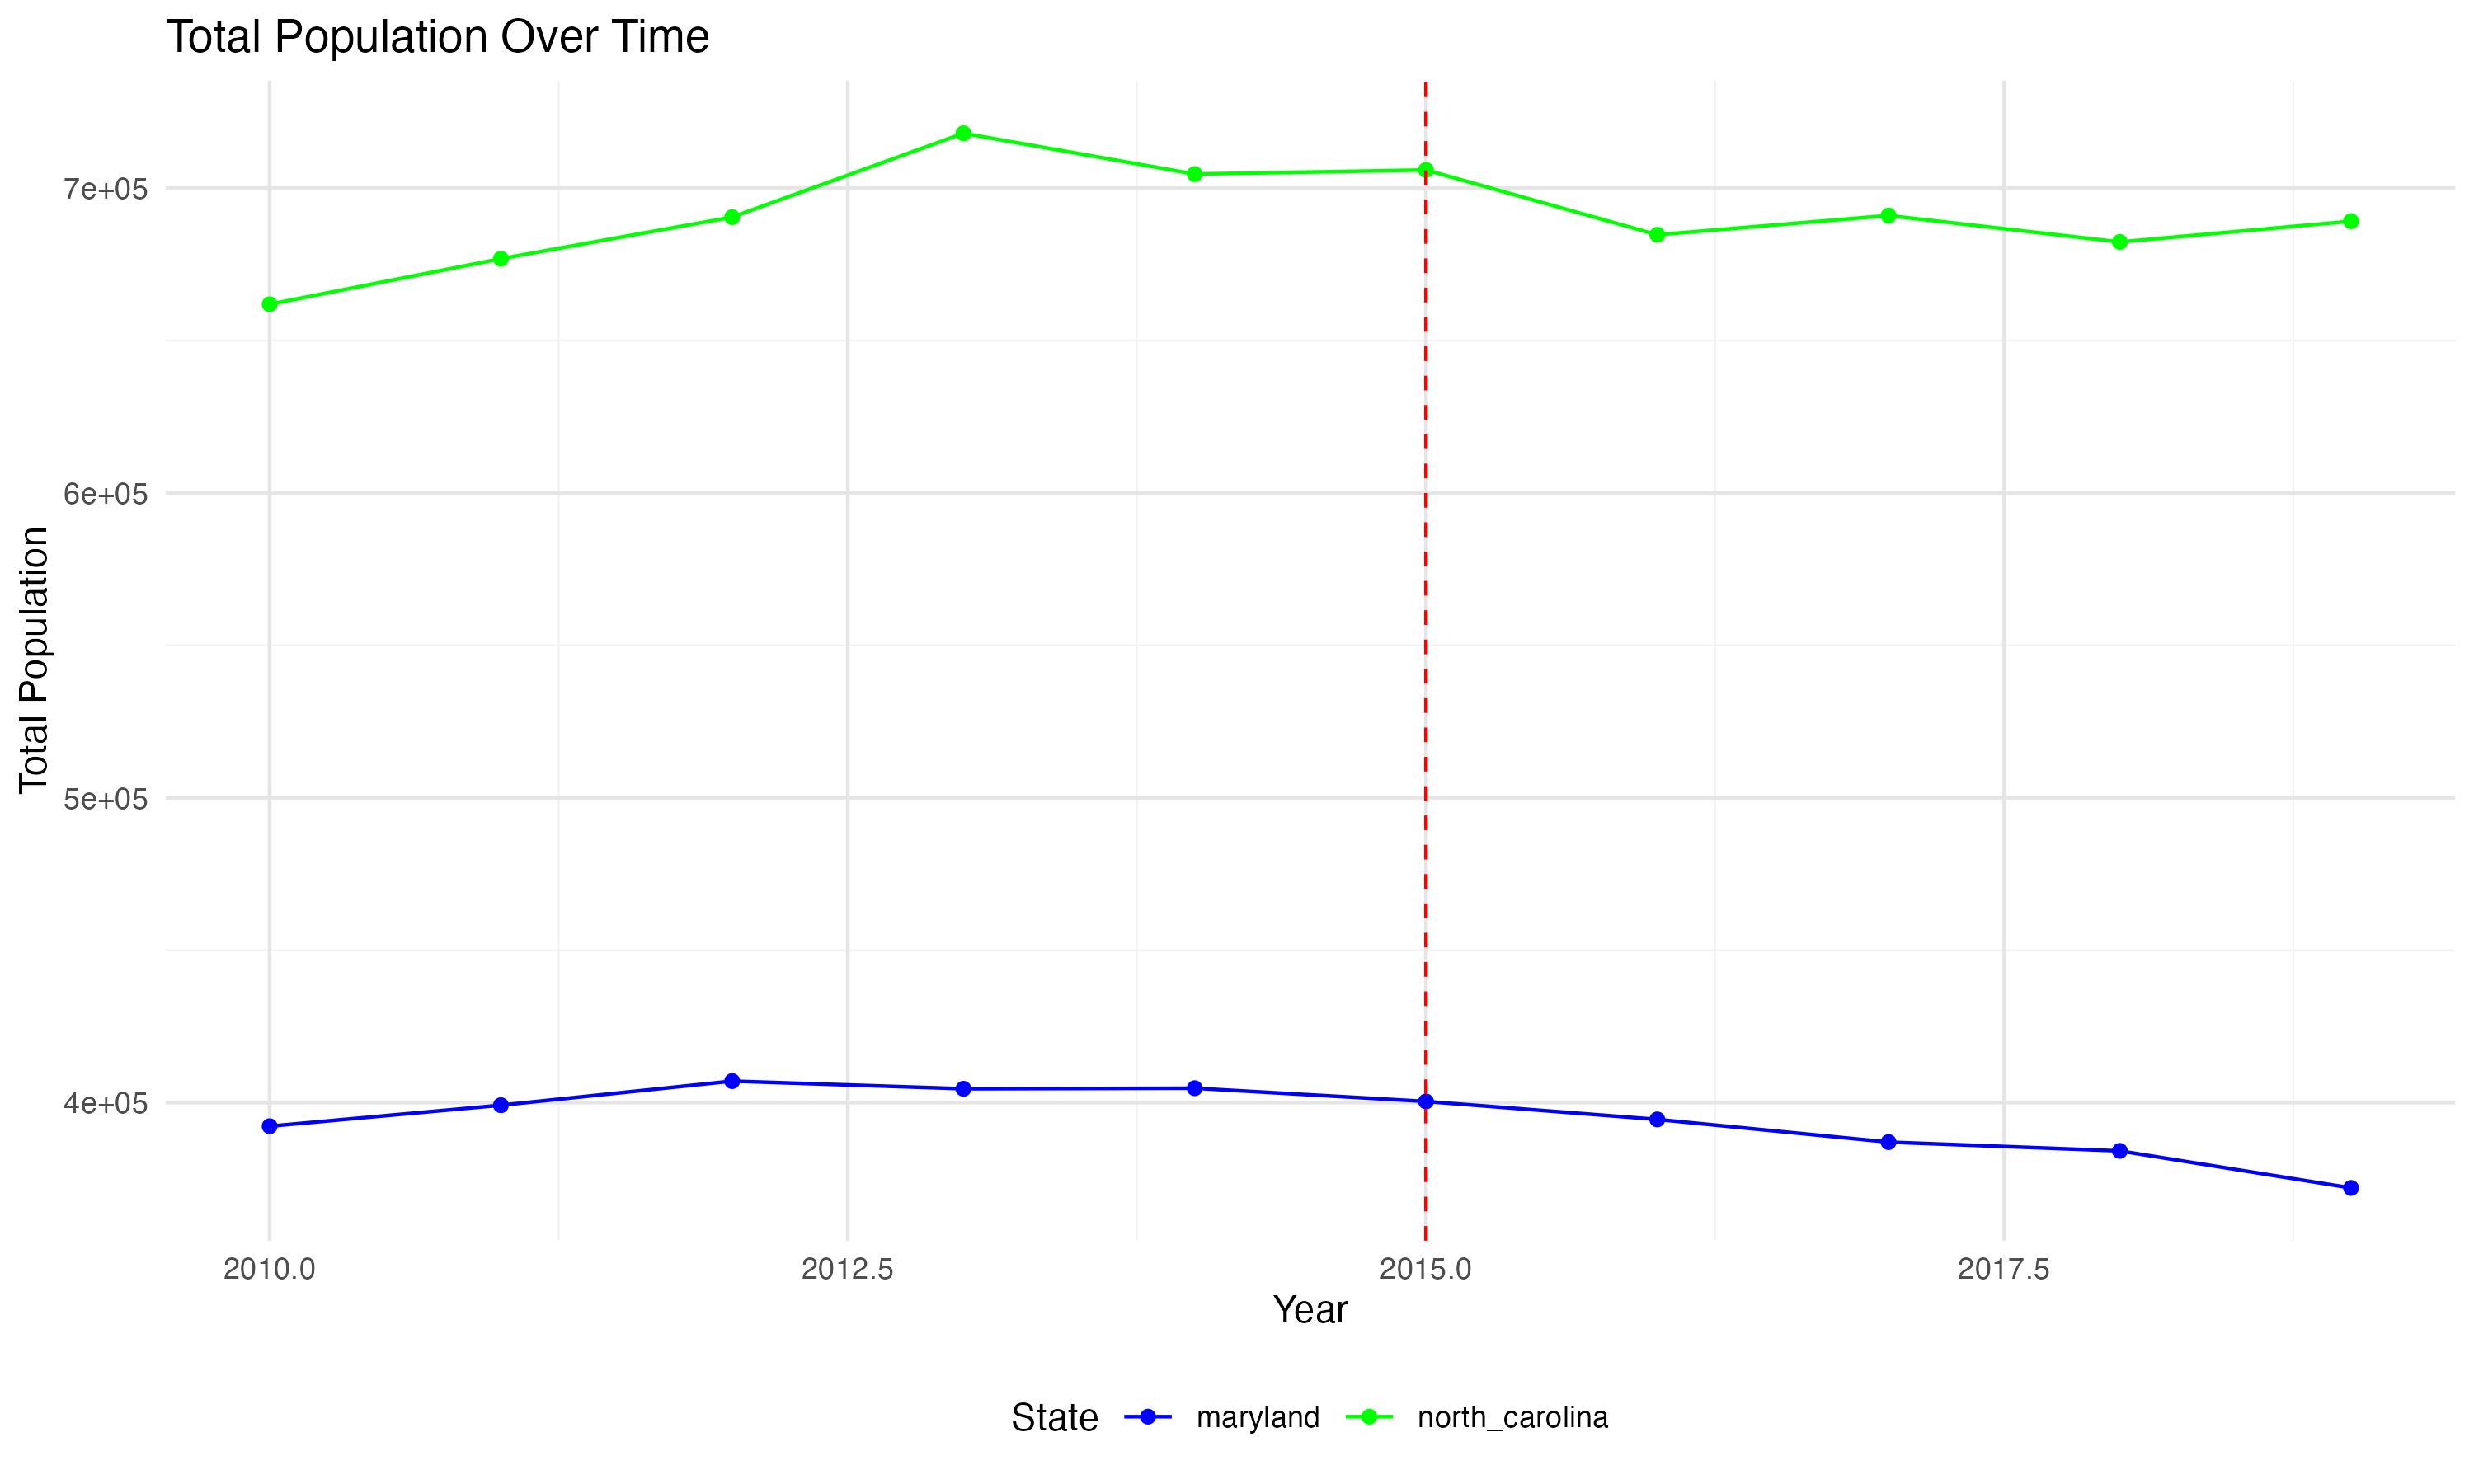 Total Population Over Time
Total Population
7e+05
6e+05
5e+05
4e+05
2010.0 2012.5 2015.0 2017.5
Year
State maryland north_carolina